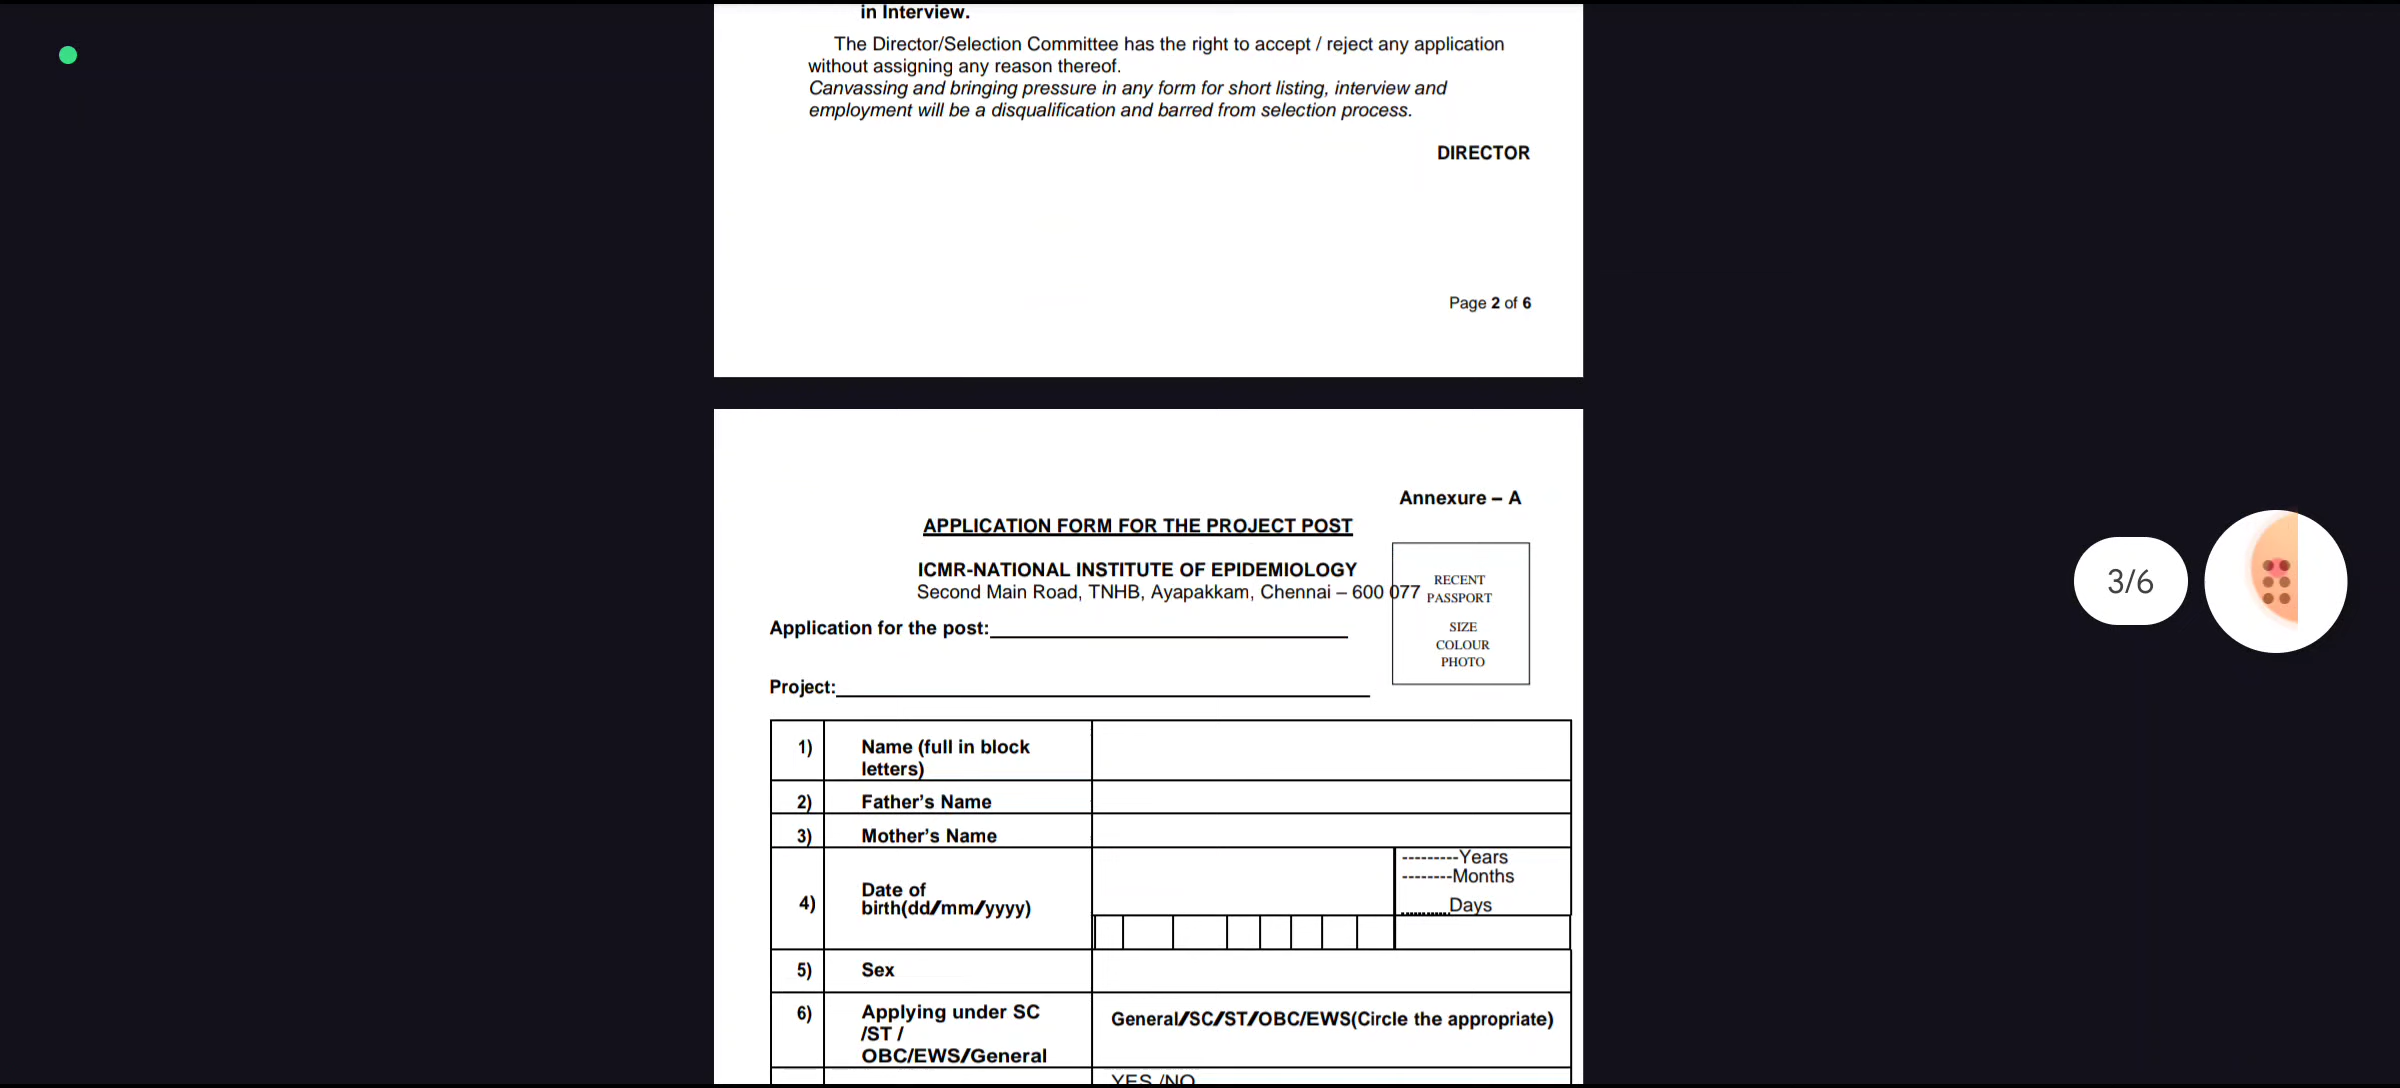 in Interview.
The Director/Selection Committee has the right to accept / reject any application
without assigning any reason thereof.
Canvassing and bringing pressure in any form for short listing, interview and
employment will be a disqualification and barred from selection process.
DIRECTOR
Page 2 of 6
Annexure – A
APPLICATION FORM FOR THE PROJECT POST
ICMR-NATIONAL INSTITUTE OF EPIDEMIOLOGY
Second Main Road, TNHB, Ayapakkam, Chennai – 600 077
RECENT
PASSPORT
SIZE
COLOUR
PHOTO
Application for the post:
Project:
1) Name (full in block
letters)
2) Father’s Name
3) Mother’s Name
4) Date of
birth(dd/mm/yyyy)
---------Years
--------Months
.........Days
5) Sex
6) Applying under SC
/ST /
OBC/EWS/General
General/SC/ST/OBC/EWS(Circle the appropriate)
YES /NO
3/6